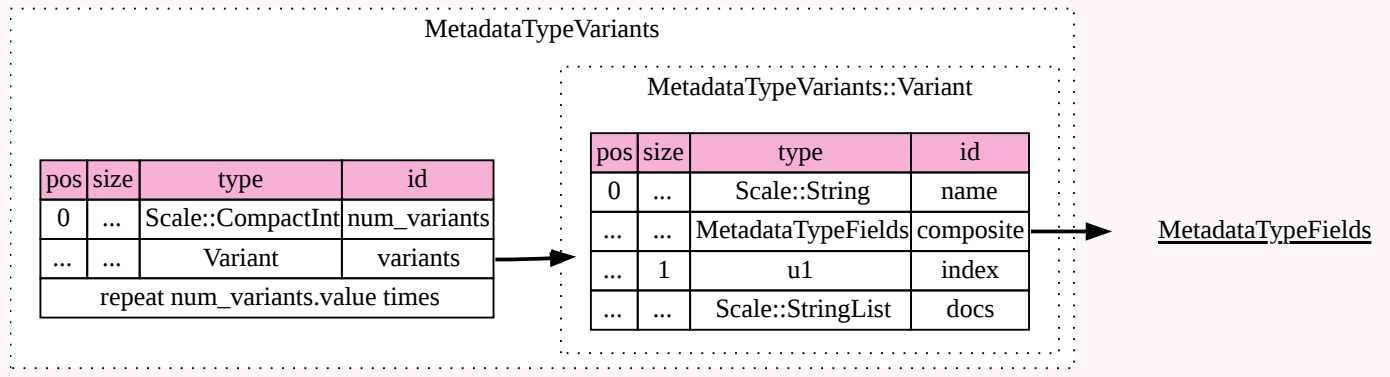 MetadataTypeVariants
MetadataTypeVariants::Variant
pos size type id
0 ... Scale::CompactInt num_variants
... ... Variant variants
repeat num_variants.value times
pos size type id
0 ... Scale::String name
... ... MetadataTypeFields composite
... 1 u1 index
... ... Scale::StringList docs
MetadataTypeFields